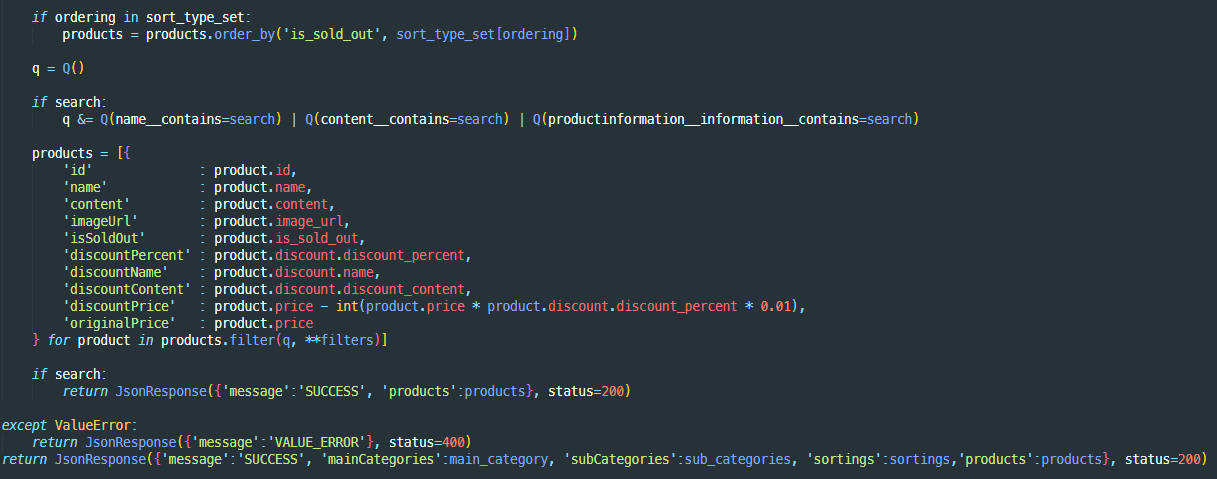 if ordering in sort_type_set:
products = products.order_by('is_sold_out', sort_type_set[ordering])
q = Q()
if search:
q &= Q(name__contains=search) | Q(content__contains=search) | Q(productinformation__information__contains=search)
products = [{
'id' : product.id,
'name' : product.name,
'content' : product.content,
'imageUrl' : product.image_url,
'isSoldOut' : product.is_sold_out,
'discountPercent' : product.discount.discount_percent,
'discountName' : product.discount.name,
'discountContent' : product.discount.discount_content,
'discountPrice' : product.price - int(product.price * product.discount.discount_percent * 0.01),
'originalPrice' : product.price
} for product in products.filter(q, **filters)]
if search:
return JsonResponse({'message':'SUCCESS', 'products':products}, status=200)
except ValueError:
return JsonResponse({'message':'VALUE_ERROR'}, status=400)
return JsonResponse({'message':'SUCCESS', 'mainCategories':main_category, 'subCategories':sub_categories, 'sortings':sortings,'products':products}, status=200)